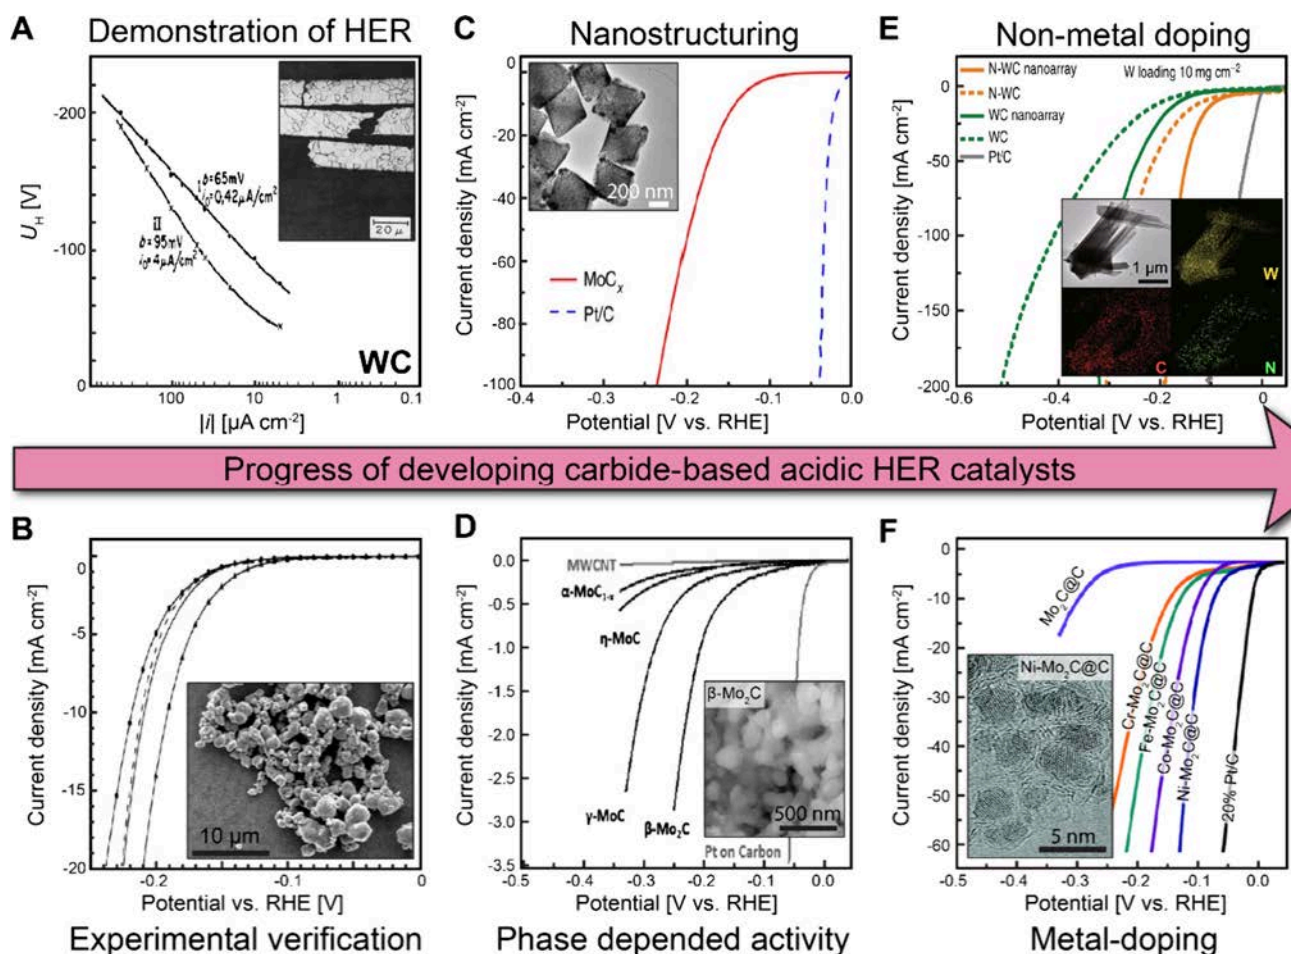 A
Demonstration of HER
-200
-100
0
U_H [V]
I
b=65mV
i₀=0,42μA/cm²
II
b=95mV
i₀=4μA/cm²
20 μ
WC
100
10
1
0.1
|i| [μA cm⁻²]
C
Nanostructuring
0
-20
-40
-60
-80
-100
Current density [mA cm⁻²]
200 nm
MoCₓ
Pt/C
-0.4
-0.3
-0.2
-0.1
0.0
Potential [V vs. RHE]
E
Non-metal doping
N-WC nanoarray
N-WC
WC nanoarray
WC
Pt/C
W loading 10 mg cm⁻²
0
-50
-100
-150
-200
Current density [mA cm⁻²]
1 μm
W
C
N
-0.6
-0.4
-0.2
0
Potential [V vs. RHE]
Progress of developing carbide-based acidic HER catalysts
B
0
-5
-10
-15
-20
Current density [mA cm⁻²]
10 μm
-0.2
-0.1
0
Potential vs. RHE [V]
Experimental verification
D
0.0
-0.5
-1.0
-1.5
-2.0
-2.5
-3.0
-3.5
Current density [mA cm⁻²]
MWCNT
α-MoC₁₋ₓ
η-MoC
γ-MoC
β-Mo₂C
β-Mo₂C
500 nm
Pt on Carbon
-0.5
-0.4
-0.3
-0.2
-0.1
0.0
Potential [V vs. RHE]
Phase depended activity
F
0
-10
-20
-30
-40
-50
-60
Current density [mA cm⁻²]
Mo₂C@C
Cr-Mo₂C@C
Fe-Mo₂C@C
Co-Mo₂C@C
Ni-Mo₂C@C
20% Pt/C
Ni-Mo₂C@C
5 nm
-0.4
-0.3
-0.2
-0.1
0.0
Potential [V vs. RHE]
Metal-doping